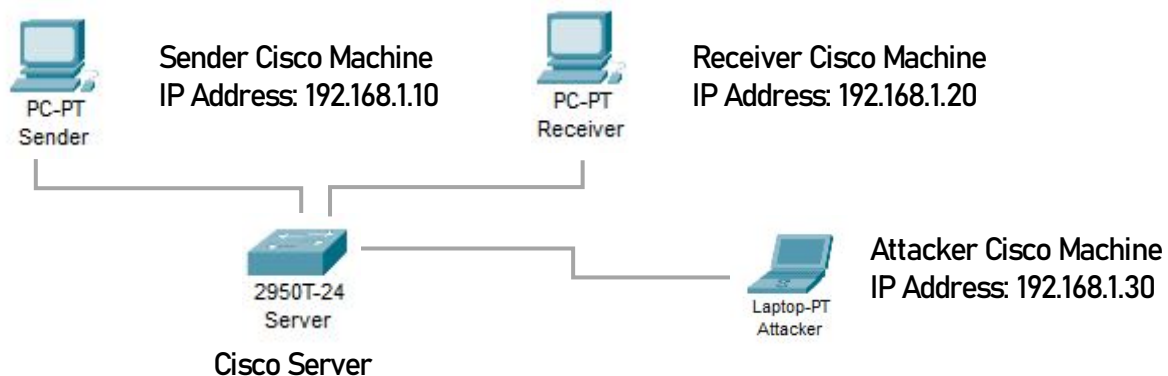 PC-PT
Sender
Sender Cisco Machine
IP Address: 192.168.1.10
PC-PT
Receiver
Receiver Cisco Machine
IP Address: 192.168.1.20
2950T-24
Server
Cisco Server
Laptop-PT
Attacker
Attacker Cisco Machine
IP Address: 192.168.1.30